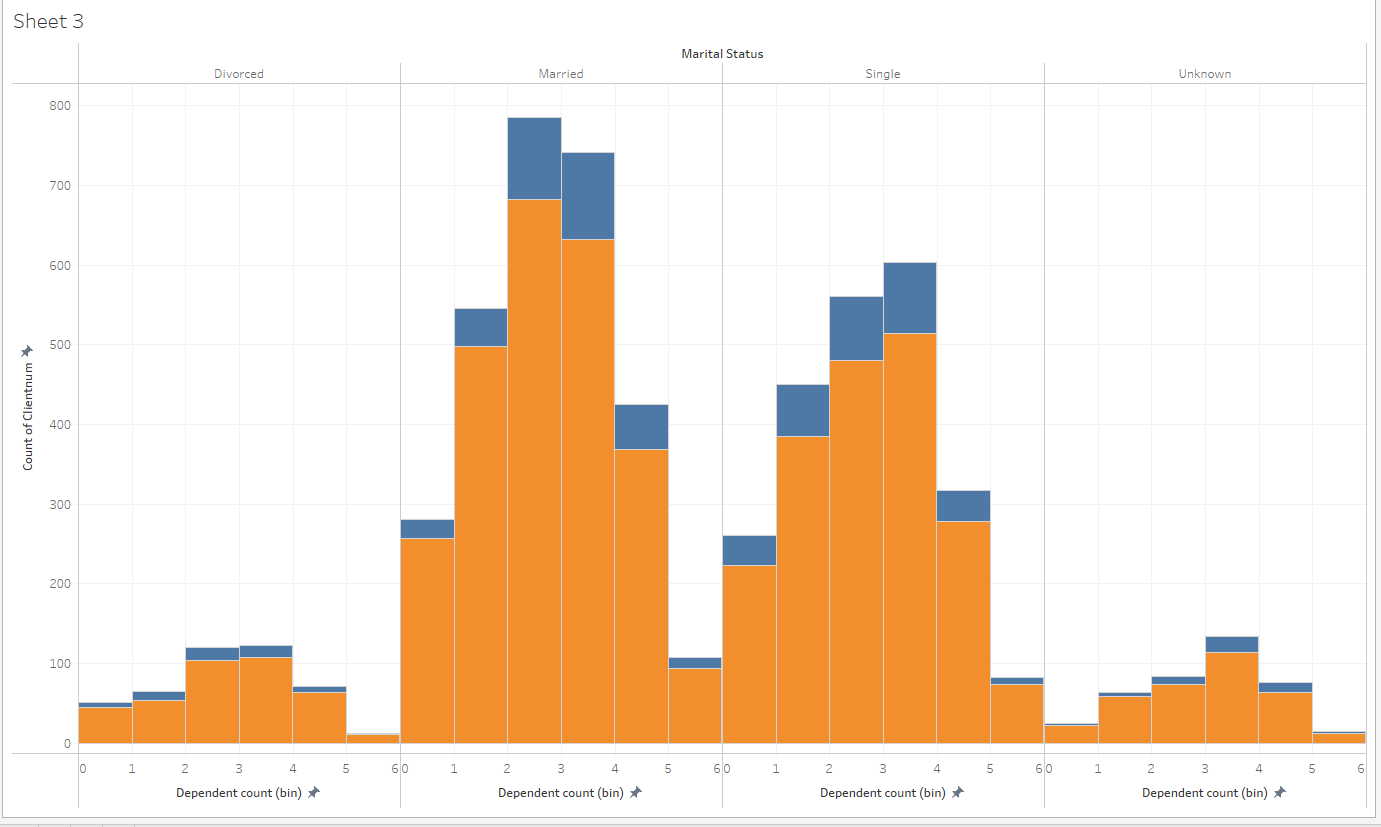 Sheet 3
Marital Status
Divorced Married Single Unknown
800
700
600
500
400
300
200
100
0
Count of Clientnum
0 1 2 3 4 5 6 0 1 2 3 4 5 6 0 1 2 3 4 5 6 0 1 2 3 4 5 6
Dependent count (bin) Dependent count (bin) Dependent count (bin) Dependent count (bin)